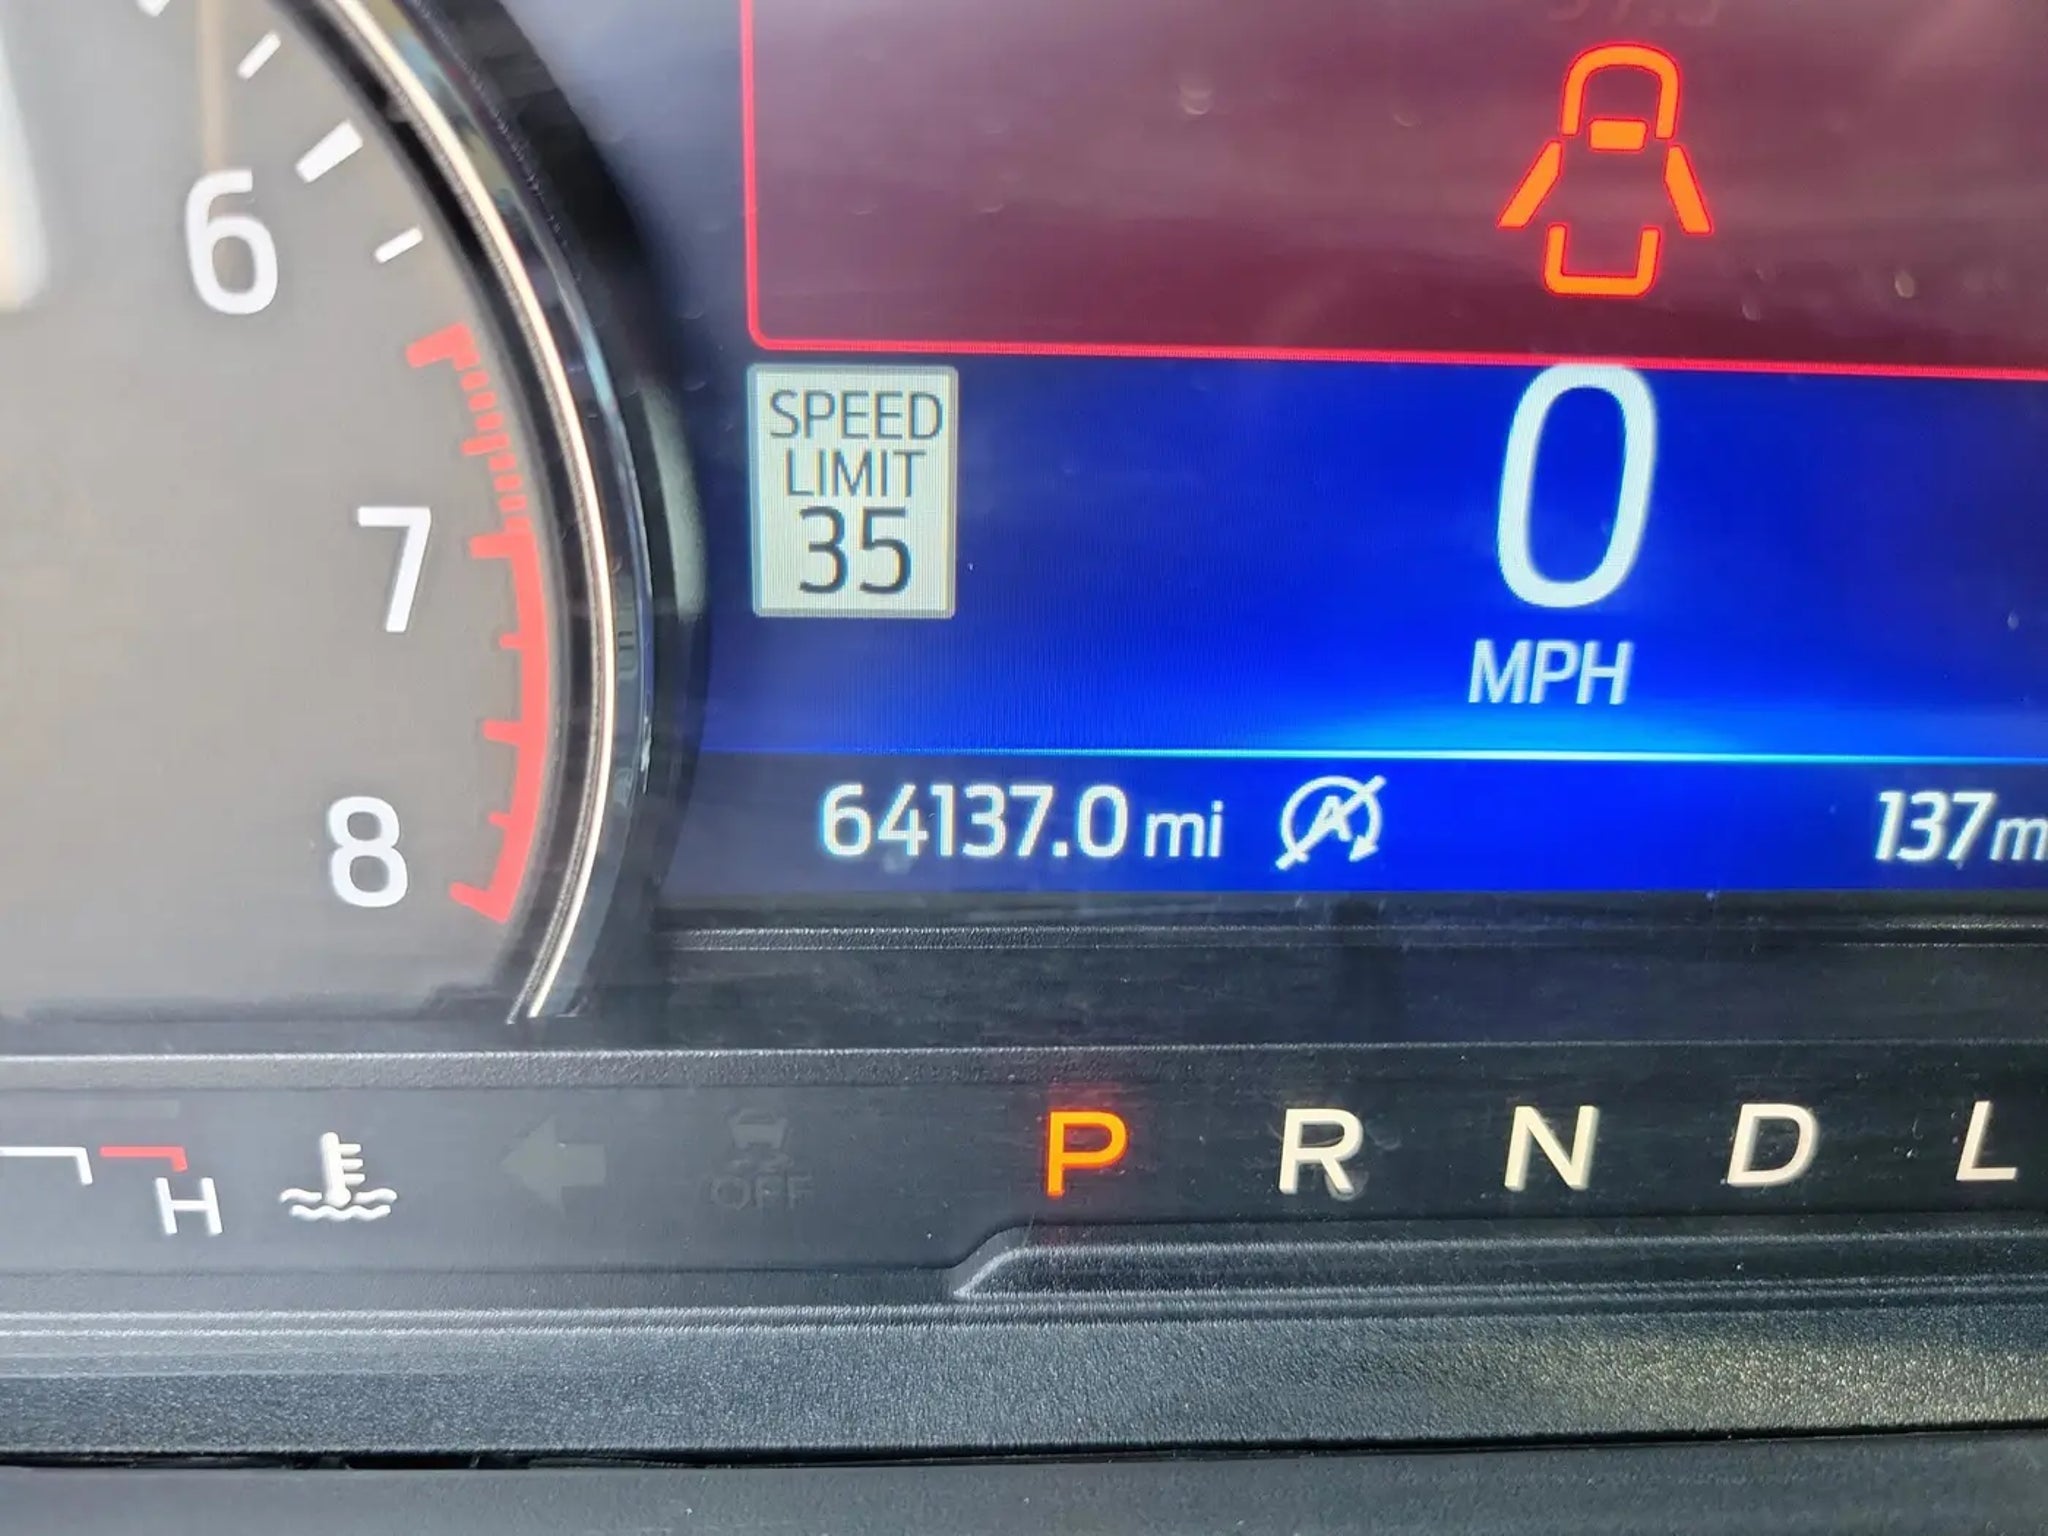 6
7
8
SPEED
LIMIT
35
0
MPH
64137.0 mi
137 m
H
OFF
P R N D L